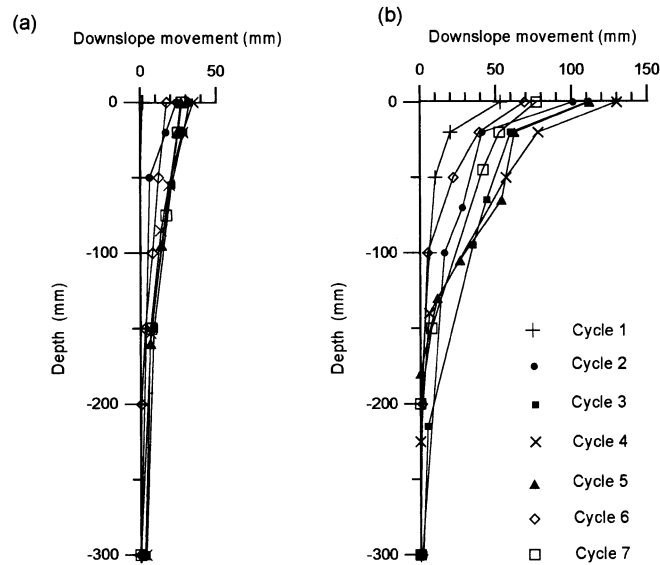 (a)
Downslope movement (mm)
0 50
0
-100
-200
-300
Depth (mm)
(b)
Downslope movement (mm)
0 50 100 150
0
-100
-200
-300
Depth (mm)
Cycle 1
Cycle 2
Cycle 3
Cycle 4
Cycle 5
Cycle 6
Cycle 7